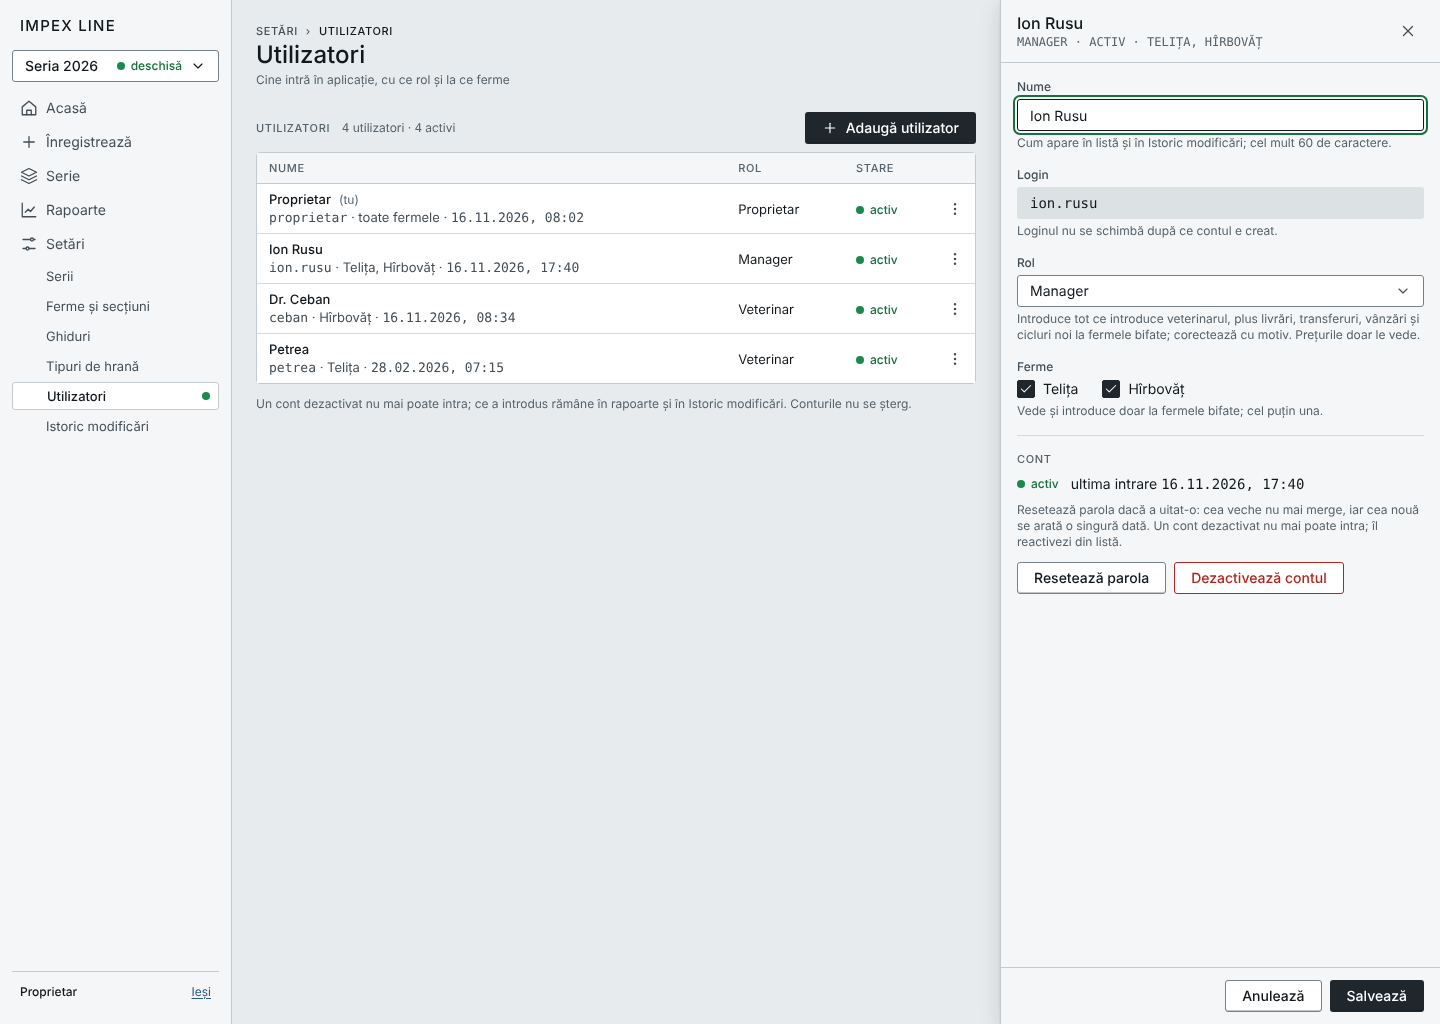 IMPEX LINE
Seria 2026 deschisă
Acasă
Înregistrează
Serie
Rapoarte
Setări
Serii
Ferme și secțiuni
Ghiduri
Tipuri de hrană
Utilizatori
Istoric modificări
Proprietar Ieși
SETĂRI › UTILIZATORI
Utilizatori
Cine intră în aplicație, cu ce rol și la ce ferme
UTILIZATORI 4 utilizatori · 4 activi
Adaugă utilizator
NUME ROL STARE
Proprietar (tu)
proprietar · toate fermele · 16.11.2026, 08:02
Proprietar activ
Ion Rusu
ion.rusu · Telița, Hîrbovăț · 16.11.2026, 17:40
Manager activ
Dr. Ceban
ceban · Hîrbovăț · 16.11.2026, 08:34
Veterinar activ
Petrea
petrea · Telița · 28.02.2026, 07:15
Veterinar activ
Un cont dezactivat nu mai poate intra; ce a introdus rămâne în rapoarte și în Istoric modificări. Conturile nu se șterg.
Ion Rusu
MANAGER · ACTIV · TELIȚA, HÎRBOVĂȚ
Nume
Ion Rusu
Cum apare în listă și în Istoric modificări; cel mult 60 de caractere.
Login
ion.rusu
Loginul nu se schimbă după ce contul e creat.
Rol
Manager
Introduce tot ce introduce veterinarul, plus livrări, transferuri, vânzări și
cicluri noi la fermele bifate; corectează cu motiv. Prețurile doar le vede.
Ferme
Telița Hîrbovăț
Vede și introduce doar la fermele bifate; cel puțin una.
CONT
activ ultima intrare 16.11.2026, 17:40
Resetează parola dacă a uitat-o: cea veche nu mai merge, iar cea nouă
se arată o singură dată. Un cont dezactivat nu mai poate intra; îl
reactivezi din listă.
Resetează parola Dezactivează contul
Anulează Salvează